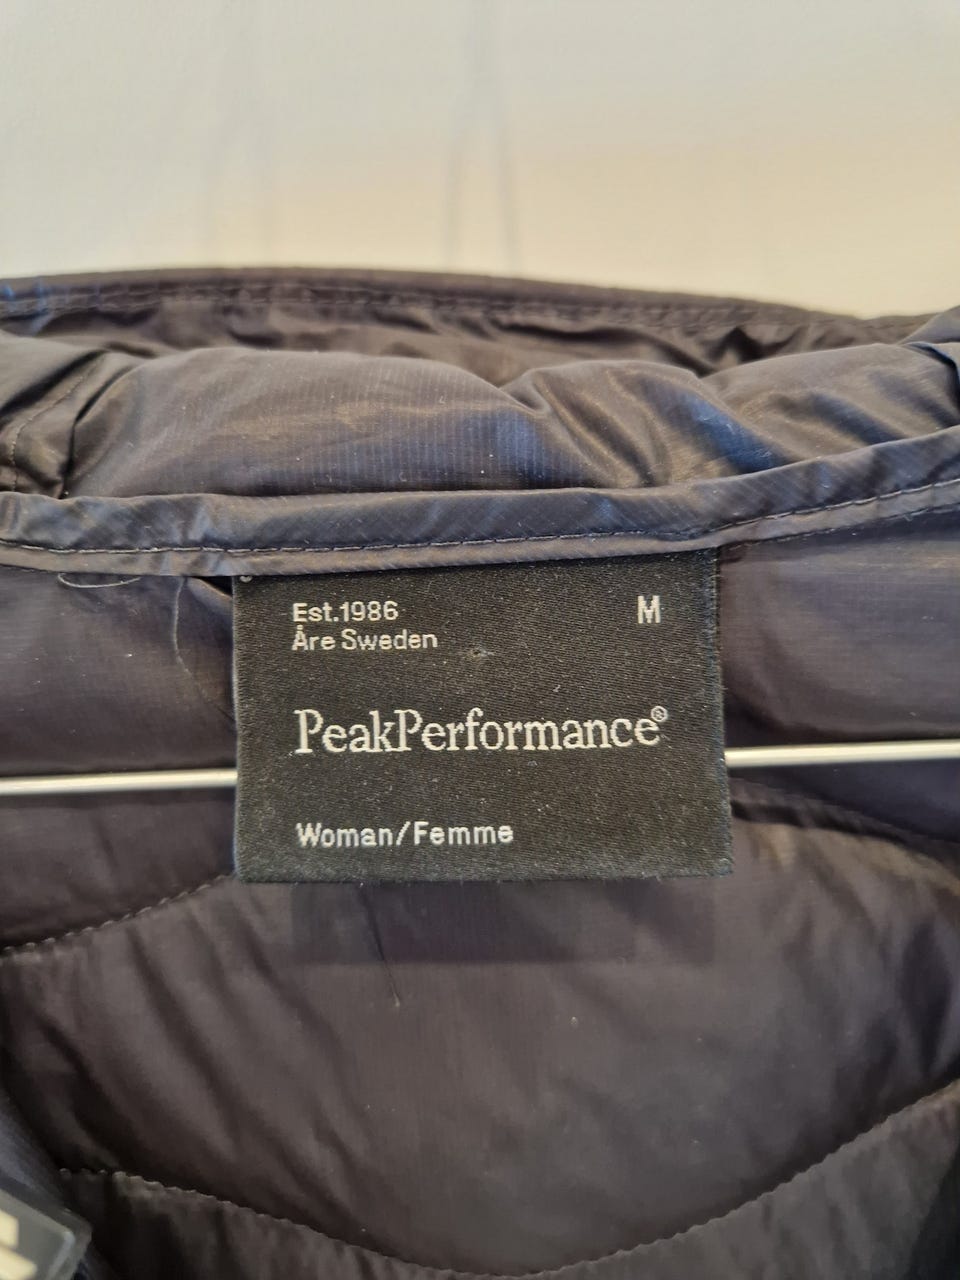 Est.1986 M
Åre Sweden
PeakPerformance®
Woman/Femme